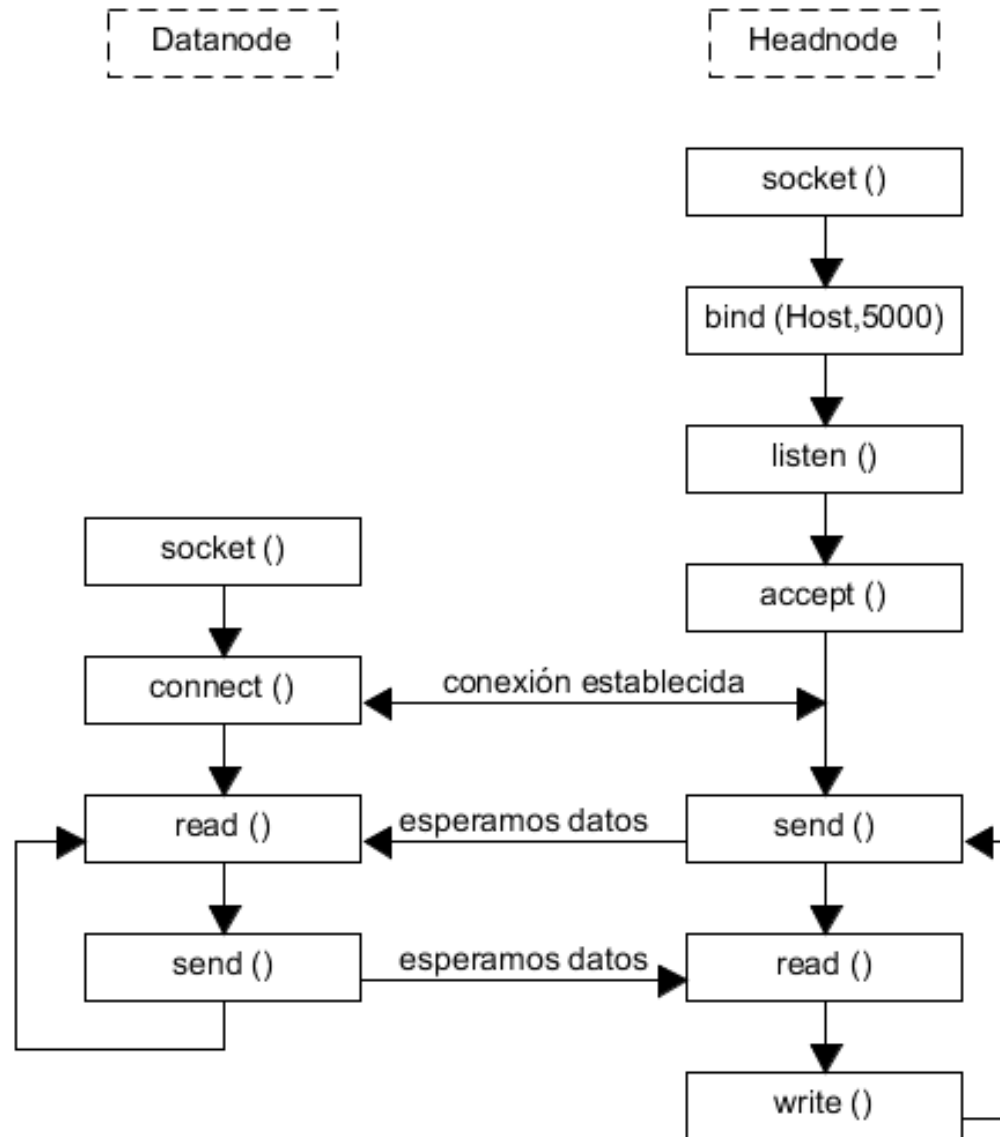 Datanode
Headnode
socket ()
bind (Host,5000)
listen ()
socket ()
accept ()
connect ()
conexión establecida
read ()
esperamos datos
send ()
send ()
esperamos datos
read ()
write ()